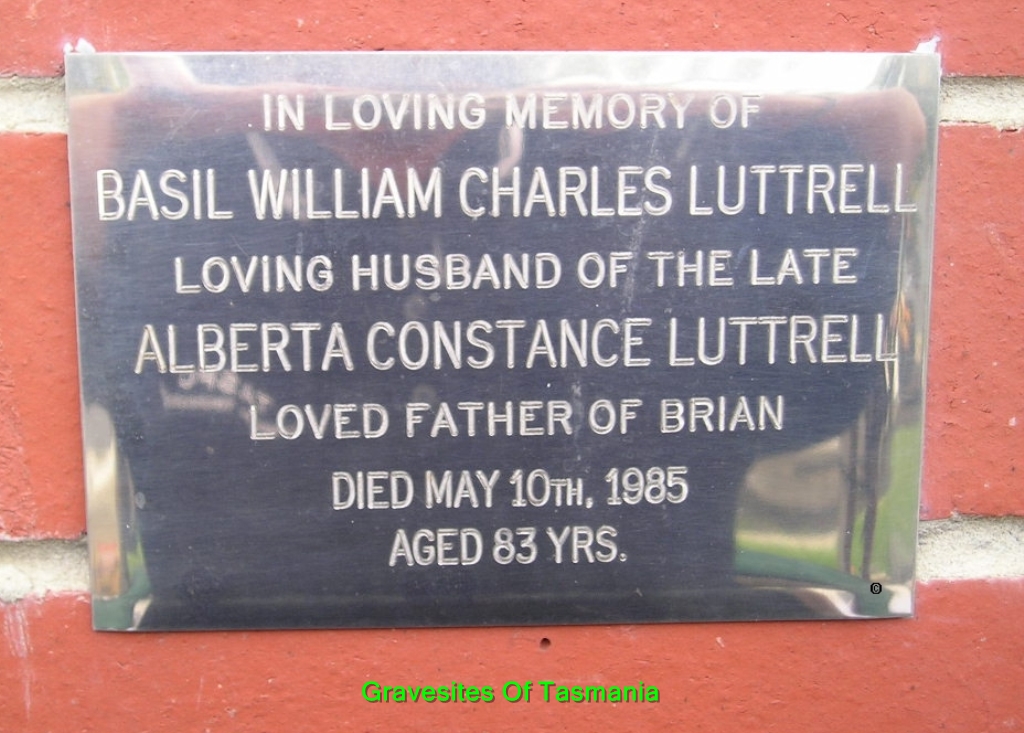 IN LOVING MEMORY OF
BASIL WILLIAM CHARLES LUTTRELL
LOVING HUSBAND OF THE LATE
ALBERTA CONSTANCE LUTTRELL
LOVED FATHER OF BRIAN
DIED MAY 10TH, 1985
AGED 83 YRS.
©
Gravesites Of Tasmania